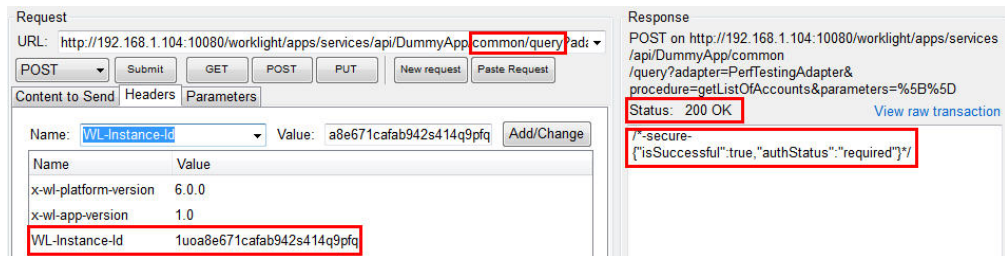 Request
URL: http://192.168.1.104:10080/worklight/apps/services/api/DummyApp/common/query?ada
POST Submit GET POST PUT New request Paste Request
Content to Send Headers Parameters
Name: WL-Instance-Id Value: a8e671cafab942s414q9pfq Add/Change
Name Value
x-wl-platform-version 6.0.0
x-wl-app-version 1.0
WL-Instance-Id 1uoa8e671cafab942s414q9pfq
Response
POST on http://192.168.1.104:10080/worklight/apps/services
/api/DummyApp/common
/query?adapter=PerfTestingAdapter&
procedure=getListOfAccounts&parameters=%5B%5D
Status: 200 OK View raw transaction
/*-secure-
{"isSuccessful":true,"authStatus":"required"}*/